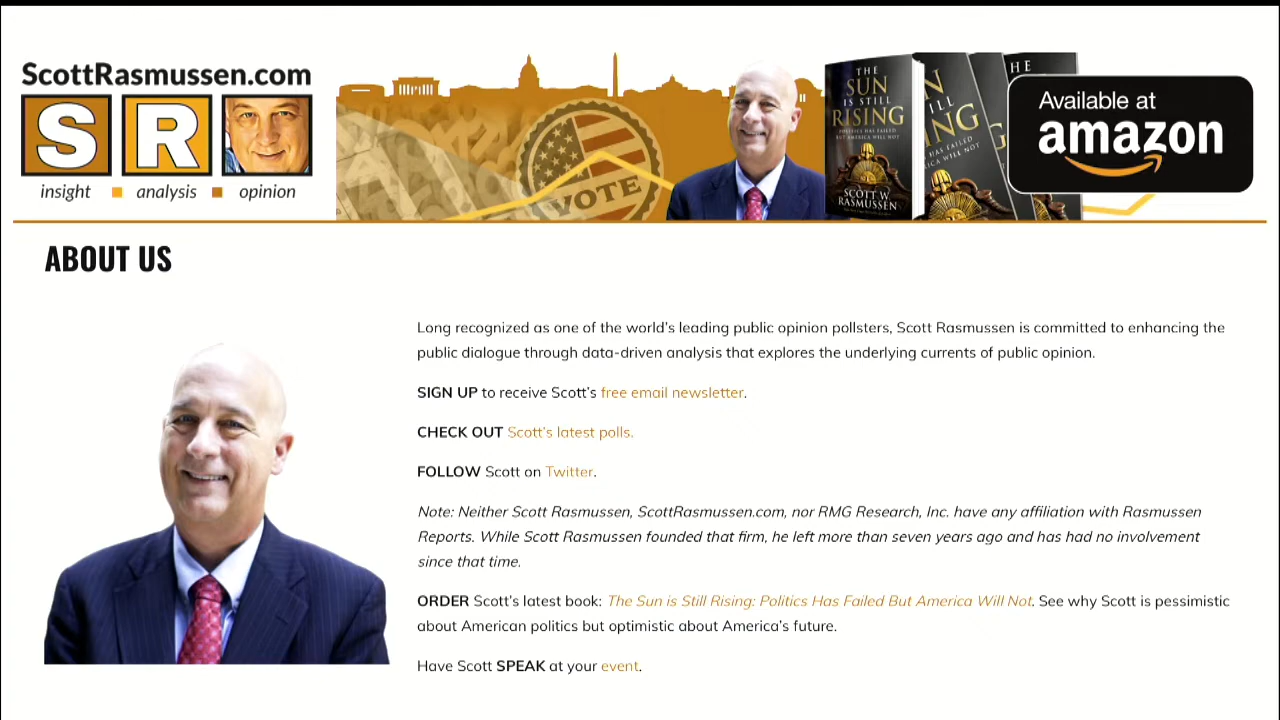 ScottRasmussen.com
S R
insight analysis opinion
VOTE
THE
SUN
IS STILL
RISING
POLITICS HAS FAILED
BUT AMERICA WILL NOT
SCOTT W.
RASMUSSEN
Available at
amazon
ABOUT US
Long recognized as one of the world's leading public opinion pollsters, Scott Rasmussen is committed to enhancing the
public dialogue through data-driven analysis that explores the underlying currents of public opinion.
SIGN UP to receive Scott's free email newsletter.
CHECK OUT Scott's latest polls.
FOLLOW Scott on Twitter.
Note: Neither Scott Rasmussen, ScottRasmussen.com, nor RMG Research, Inc. have any affiliation with Rasmussen
Reports. While Scott Rasmussen founded that firm, he left more than seven years ago and has had no involvement
since that time.
ORDER Scott's latest book: The Sun is Still Rising: Politics Has Failed But America Will Not. See why Scott is pessimistic
about American politics but optimistic about America's future.
Have Scott SPEAK at your event.